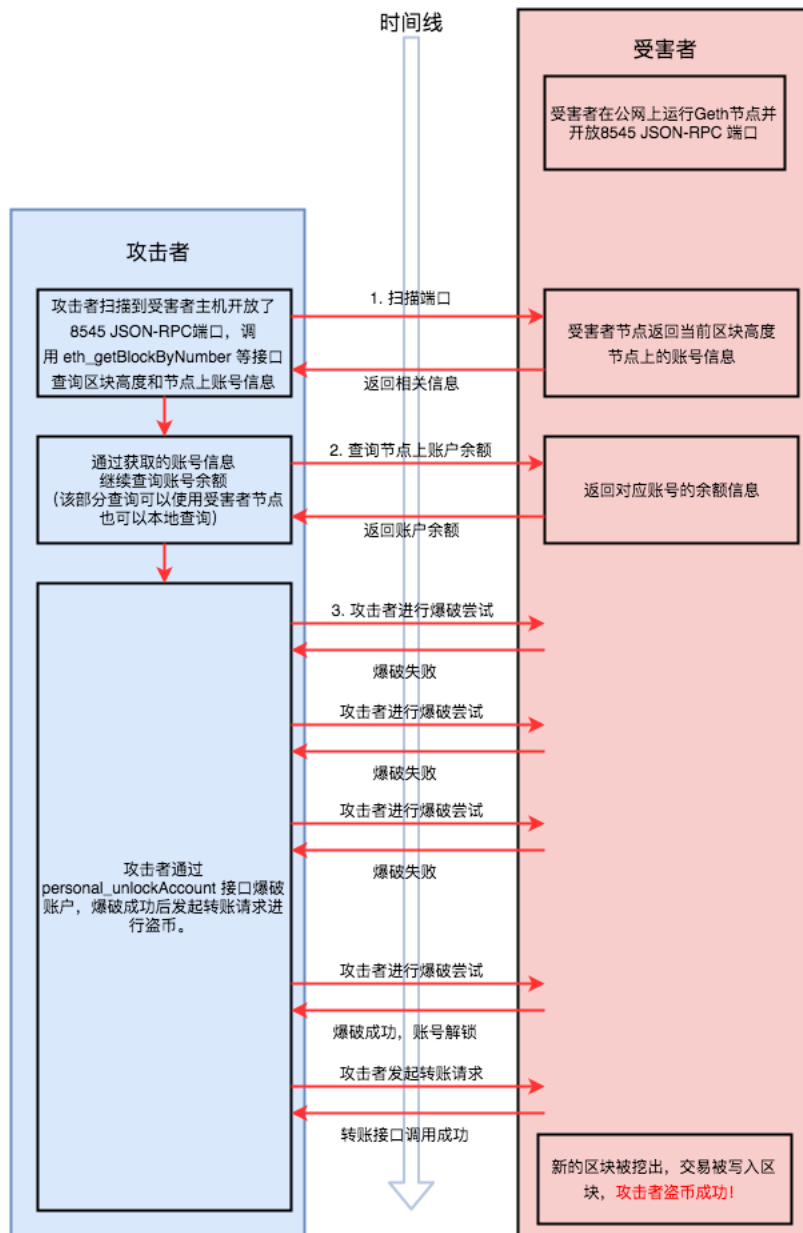 时间线
受害者
受害者在公网上运行Geth节点并
开放8545 JSON-RPC 端口
攻击者
攻击者扫描到受害者主机开放了
8545 JSON-RPC端口，调
用 eth_getBlockByNumber 等接口
查询区块高度和节点上账号信息
1. 扫描端口
返回相关信息
受害者节点返回当前区块高度
节点上的账号信息
通过获取的账号信息
继续查询账号余额
（该部分查询可以使用受害者节点
也可以本地查询）
2. 查询节点上账户余额
返回账户余额
返回对应账号的余额信息
3. 攻击者进行爆破尝试
爆破失败
攻击者进行爆破尝试
爆破失败
攻击者进行爆破尝试
爆破失败
攻击者通过
personal_unlockAccount 接口爆破
账户，爆破成功后发起转账请求进
行盗币。
攻击者进行爆破尝试
爆破成功，账号解锁
攻击者发起转账请求
转账接口调用成功
新的区块被挖出，交易被写入区
块，攻击者盗币成功！